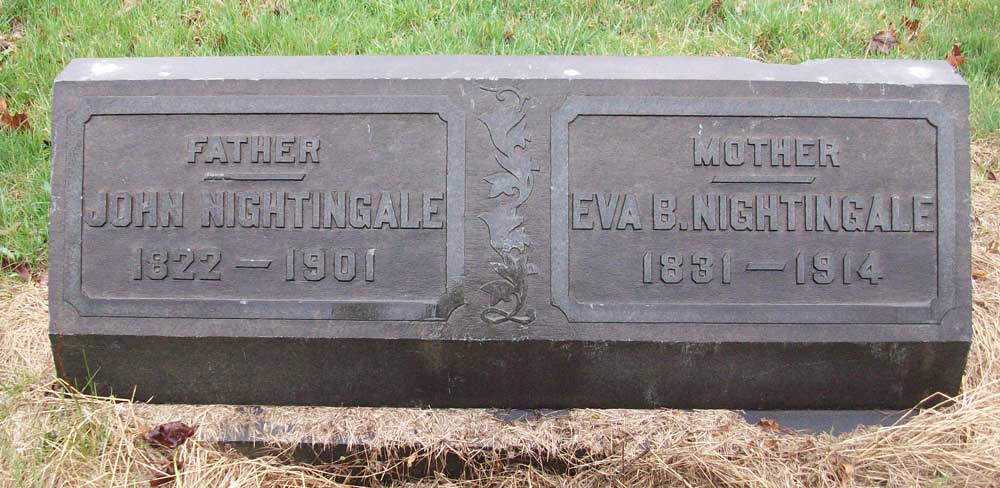 FATHER
JOHN NIGHTINGALE
1822 — 1901
MOTHER
EVA B. NIGHTINGALE
1831 — 1914